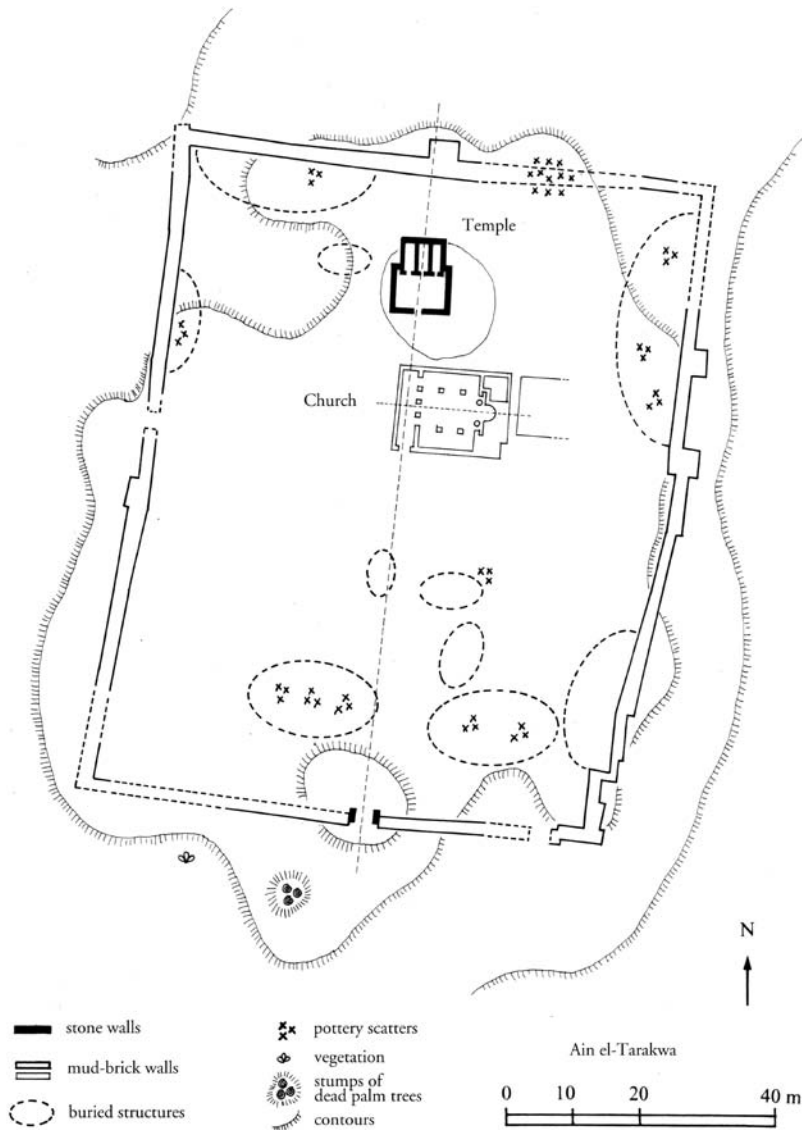 Temple
Church
N
stone walls
mud-brick walls
buried structures
pottery scatters
vegetation
stumps of
dead palm trees
contours
Ain el-Tarakwa
0 10 20 40 m